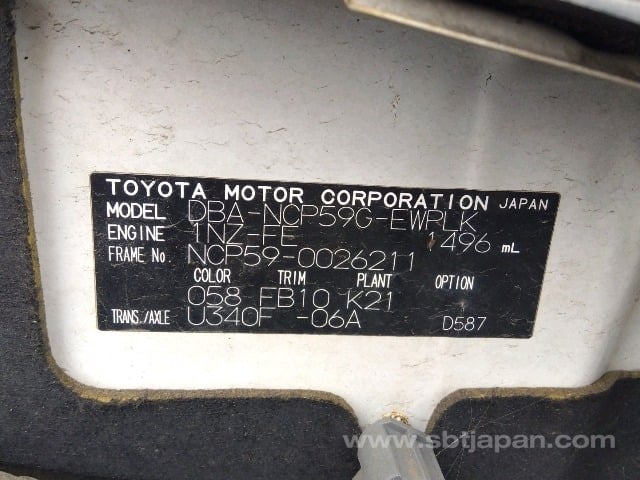 TOYOTA MOTOR CORPORATION JAPAN
MODEL DBA-NCP59G-EWPLK
ENGINE 1NZ-FE 1496 mL
FRAME No. NCP59-0026211
COLOR TRIM PLANT OPTION
058 FB10 K21
TRANS./AXLE U340F -06A D587
www.sbtjapan.com